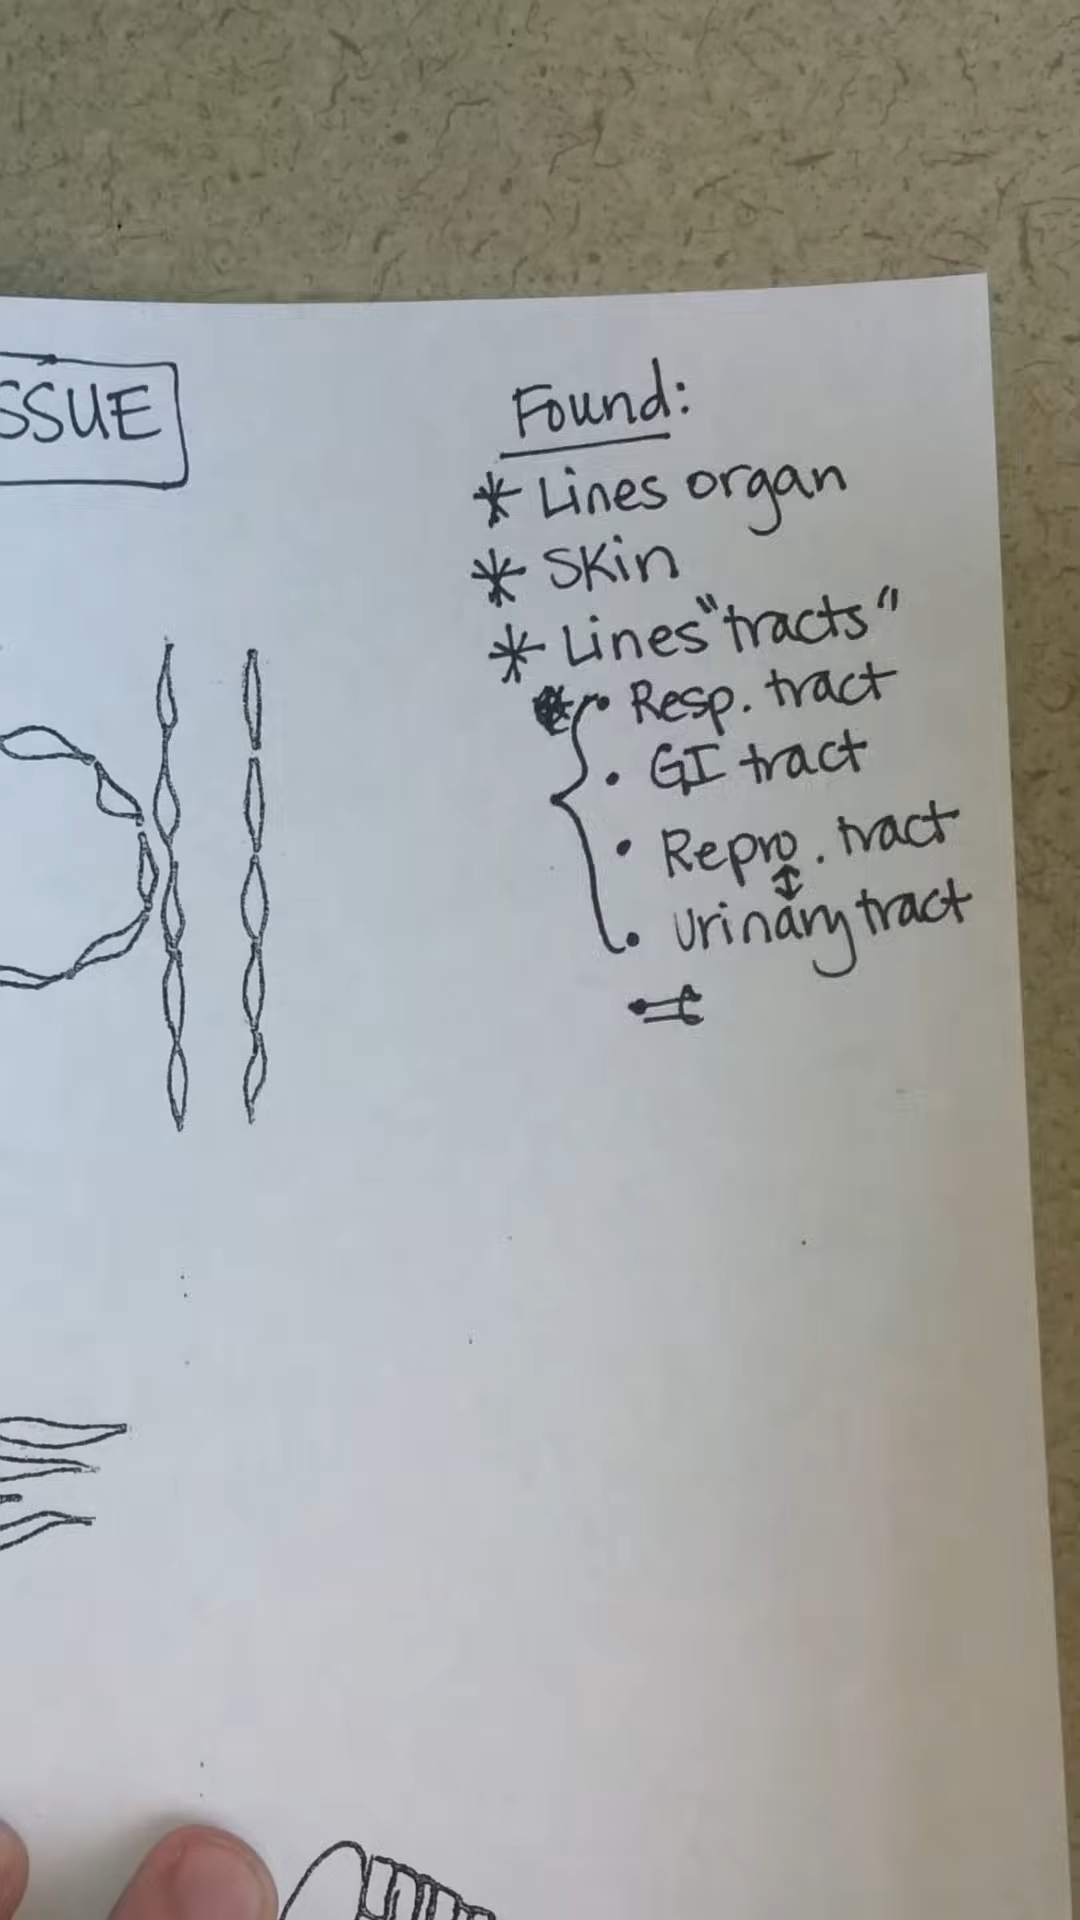 SSUE
Found:
* Lines organ
* Skin
* Lines "tracts"
• Resp. tract
• GI tract
• Repro. tract
• urinary tract